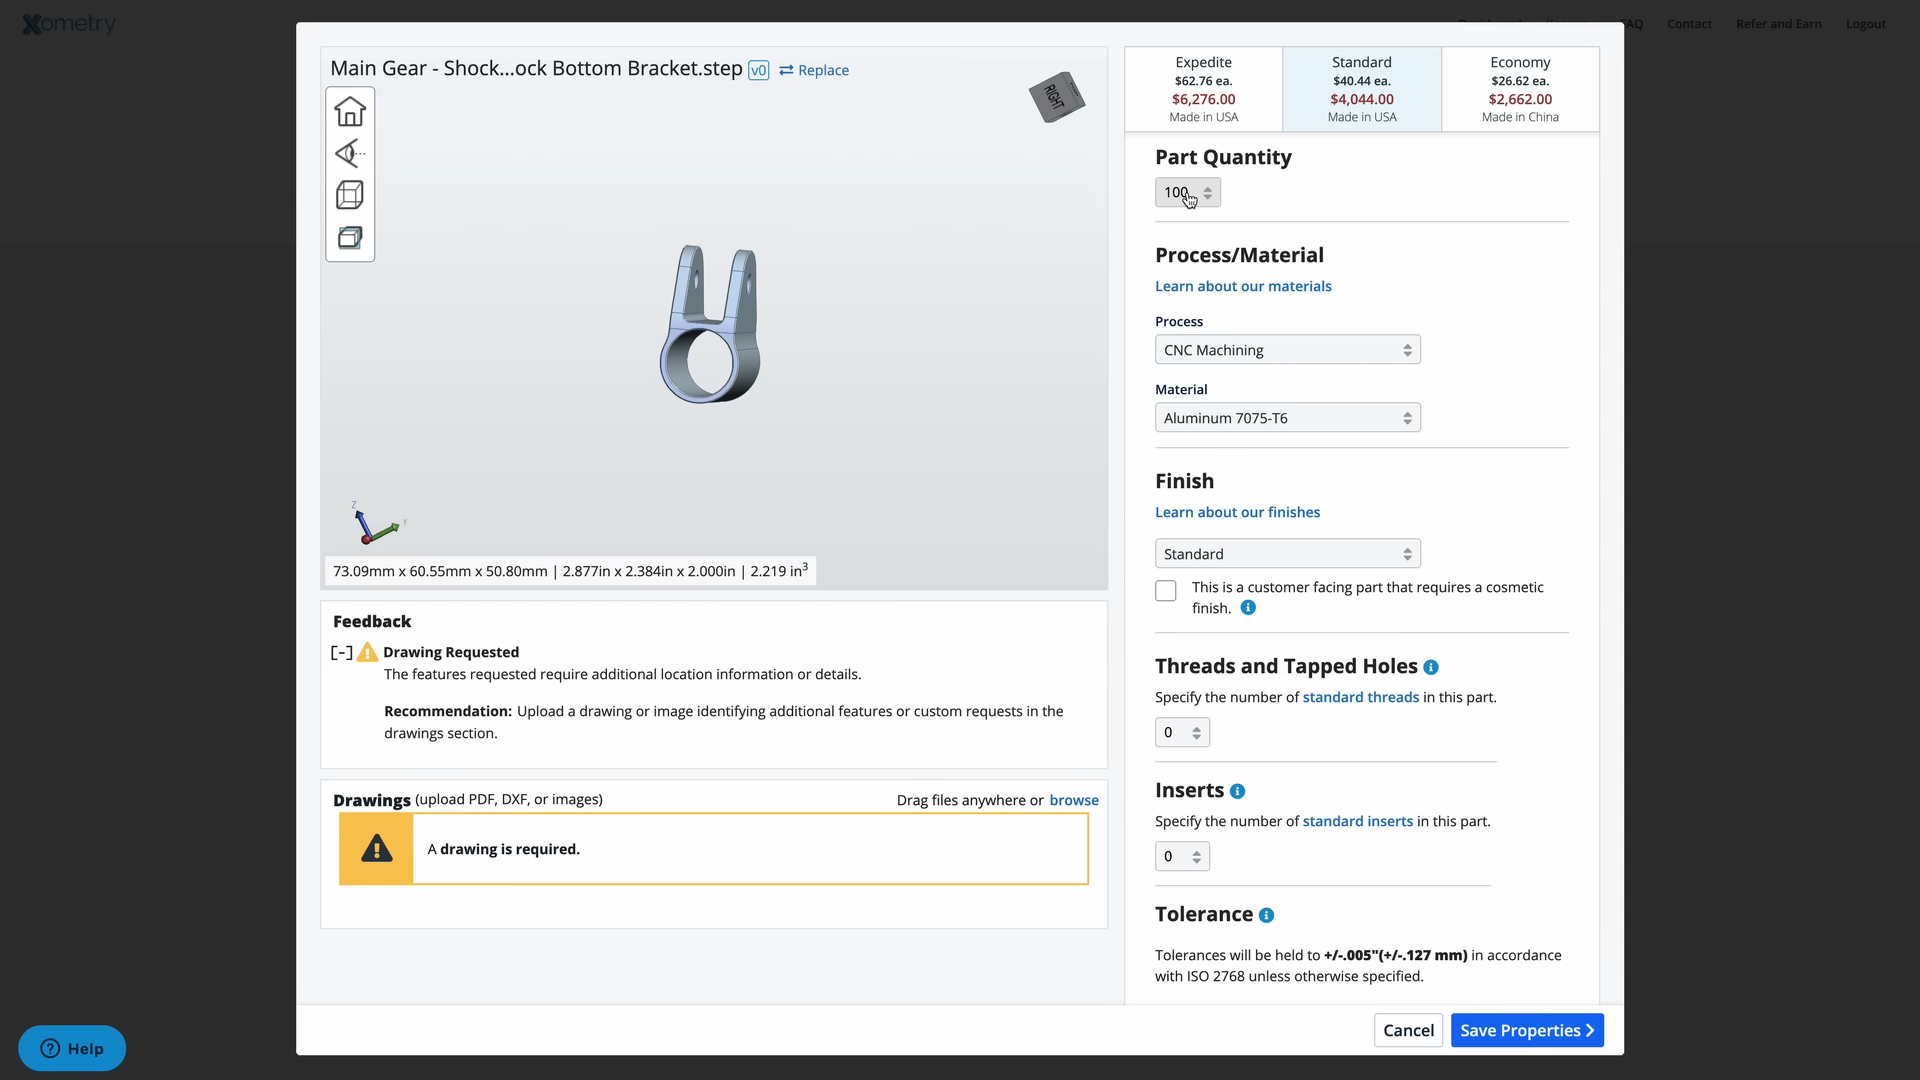 Xometry
FAQ
Contact
Refer and Earn
Logout
Main Gear - Shock...ock Bottom Bracket.step
v0
Replace
RIGHT
Z
Y
73.09mm x 60.55mm x 50.80mm | 2.877in x 2.384in x 2.000in | 2.219 in³
Feedback
[-] Drawing Requested
The features requested require additional location information or details.
Recommendation: Upload a drawing or image identifying additional features or custom requests in the
drawings section.
Drawings (upload PDF, DXF, or images)
Drag files anywhere or browse
A drawing is required.
Expedite
$62.76 ea.
$6,276.00
Made in USA
Standard
$40.44 ea.
$4,044.00
Made in USA
Economy
$26.62 ea.
$2,662.00
Made in China
Part Quantity
100
Process/Material
Learn about our materials
Process
CNC Machining
Material
Aluminum 7075-T6
Finish
Learn about our finishes
Standard
This is a customer facing part that requires a cosmetic
finish.
Threads and Tapped Holes
Specify the number of standard threads in this part.
0
Inserts
Specify the number of standard inserts in this part.
0
Tolerance
Tolerances will be held to +/-.005"(+/-.127 mm) in accordance
with ISO 2768 unless otherwise specified.
Cancel
Save Properties
Help